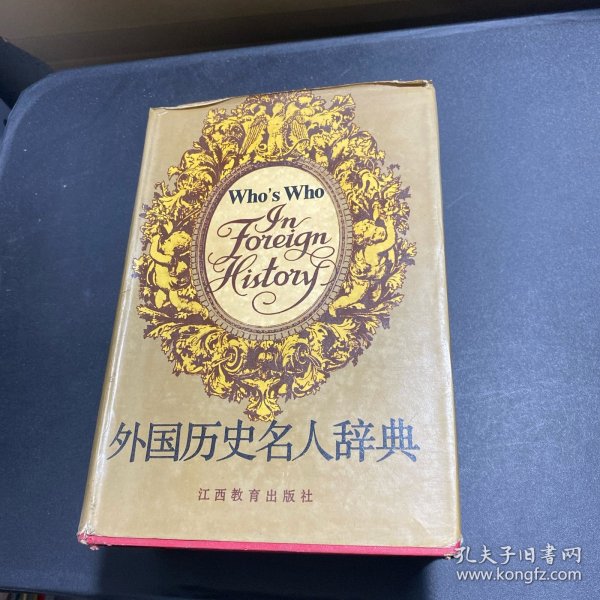 Who's Who
In
Foreign
History
外国历史名人辞典
江西教育出版社
孔夫子旧书网
www.kongfz.com